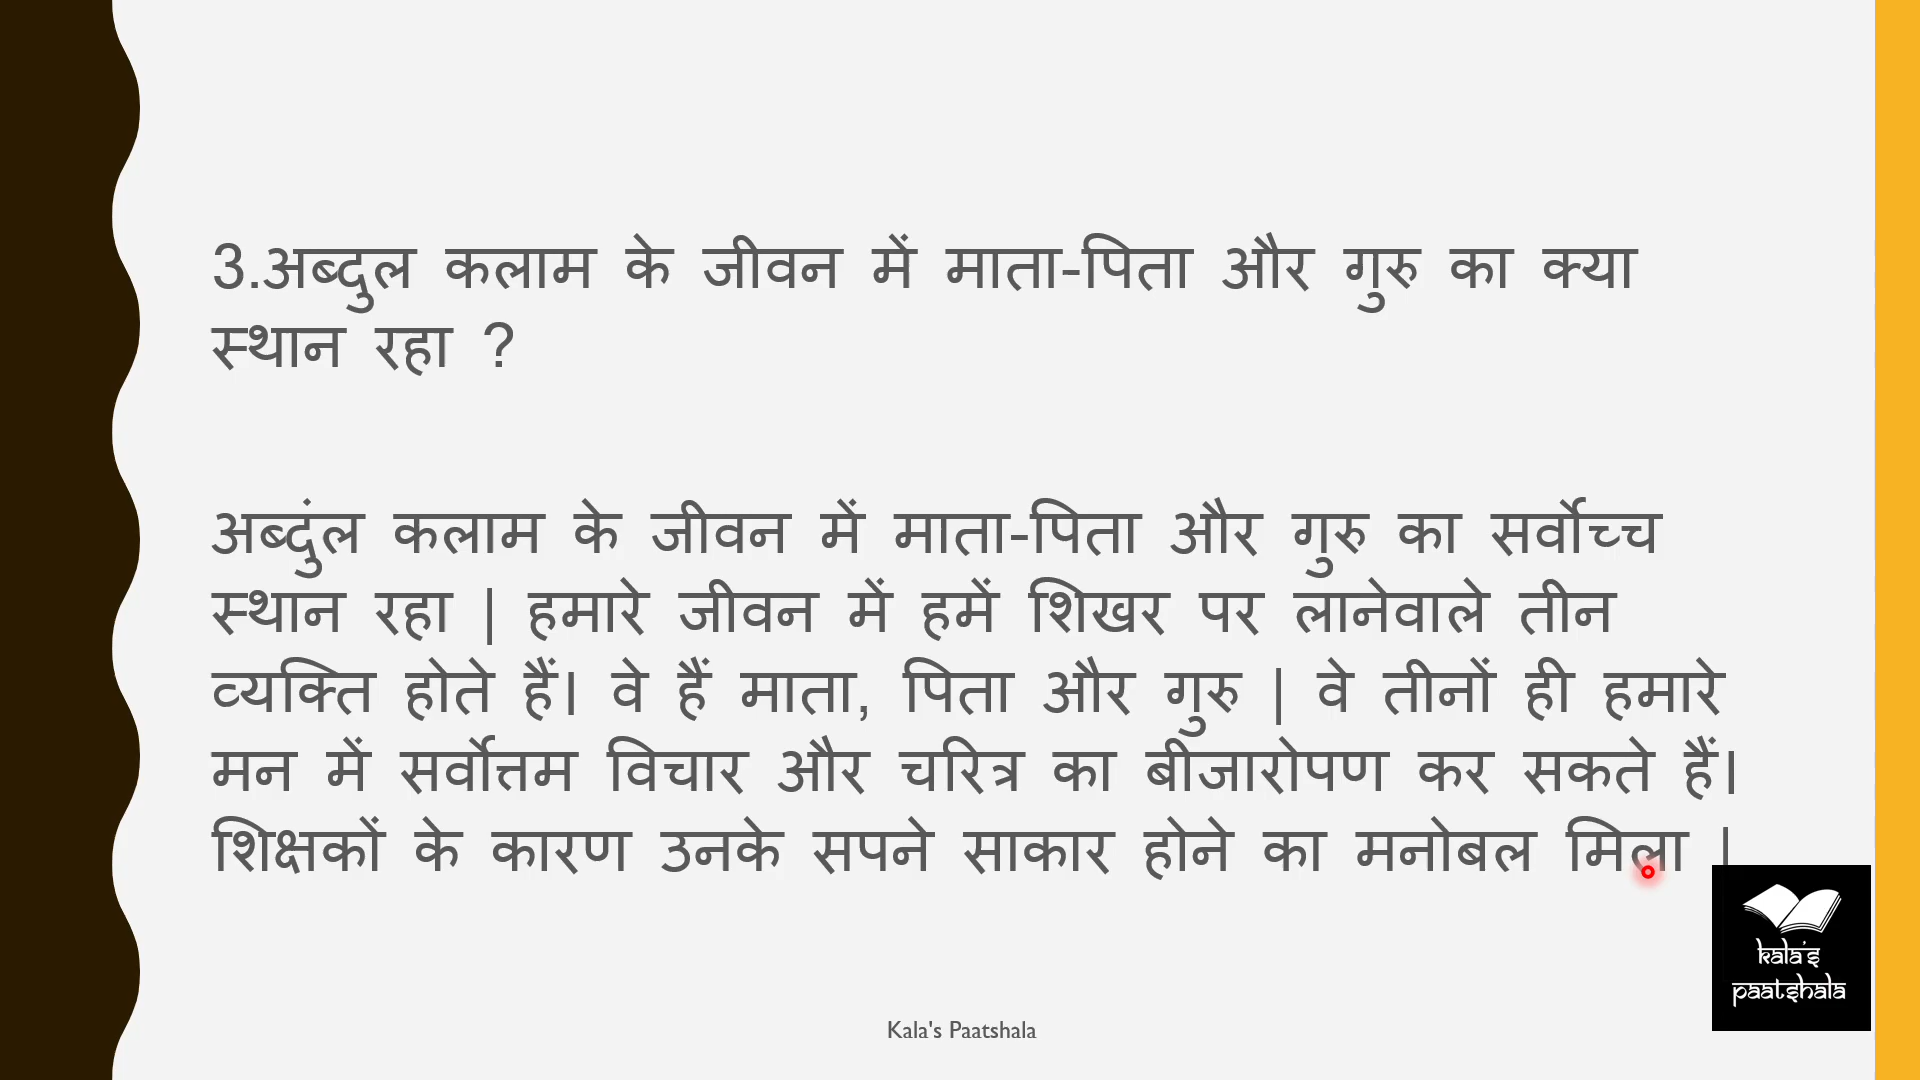 3.अब्दुल कलाम के जीवन में माता-पिता और गुरु का क्या
स्थान रहा ?
अब्दुंल कलाम के जीवन में माता-पिता और गुरु का सर्वोच्च
स्थान रहा | हमारे जीवन में हमें शिखर पर लानेवाले तीन
व्यक्ति होते हैं। वे हैं माता, पिता और गुरु | वे तीनों ही हमारे
मन में सर्वोत्तम विचार और चरित्र का बीजारोपण कर सकते हैं।
शिक्षकों के कारण उनके सपने साकार होने का मनोबल मिला |
kala's
paatshala
Kala's Paatshala